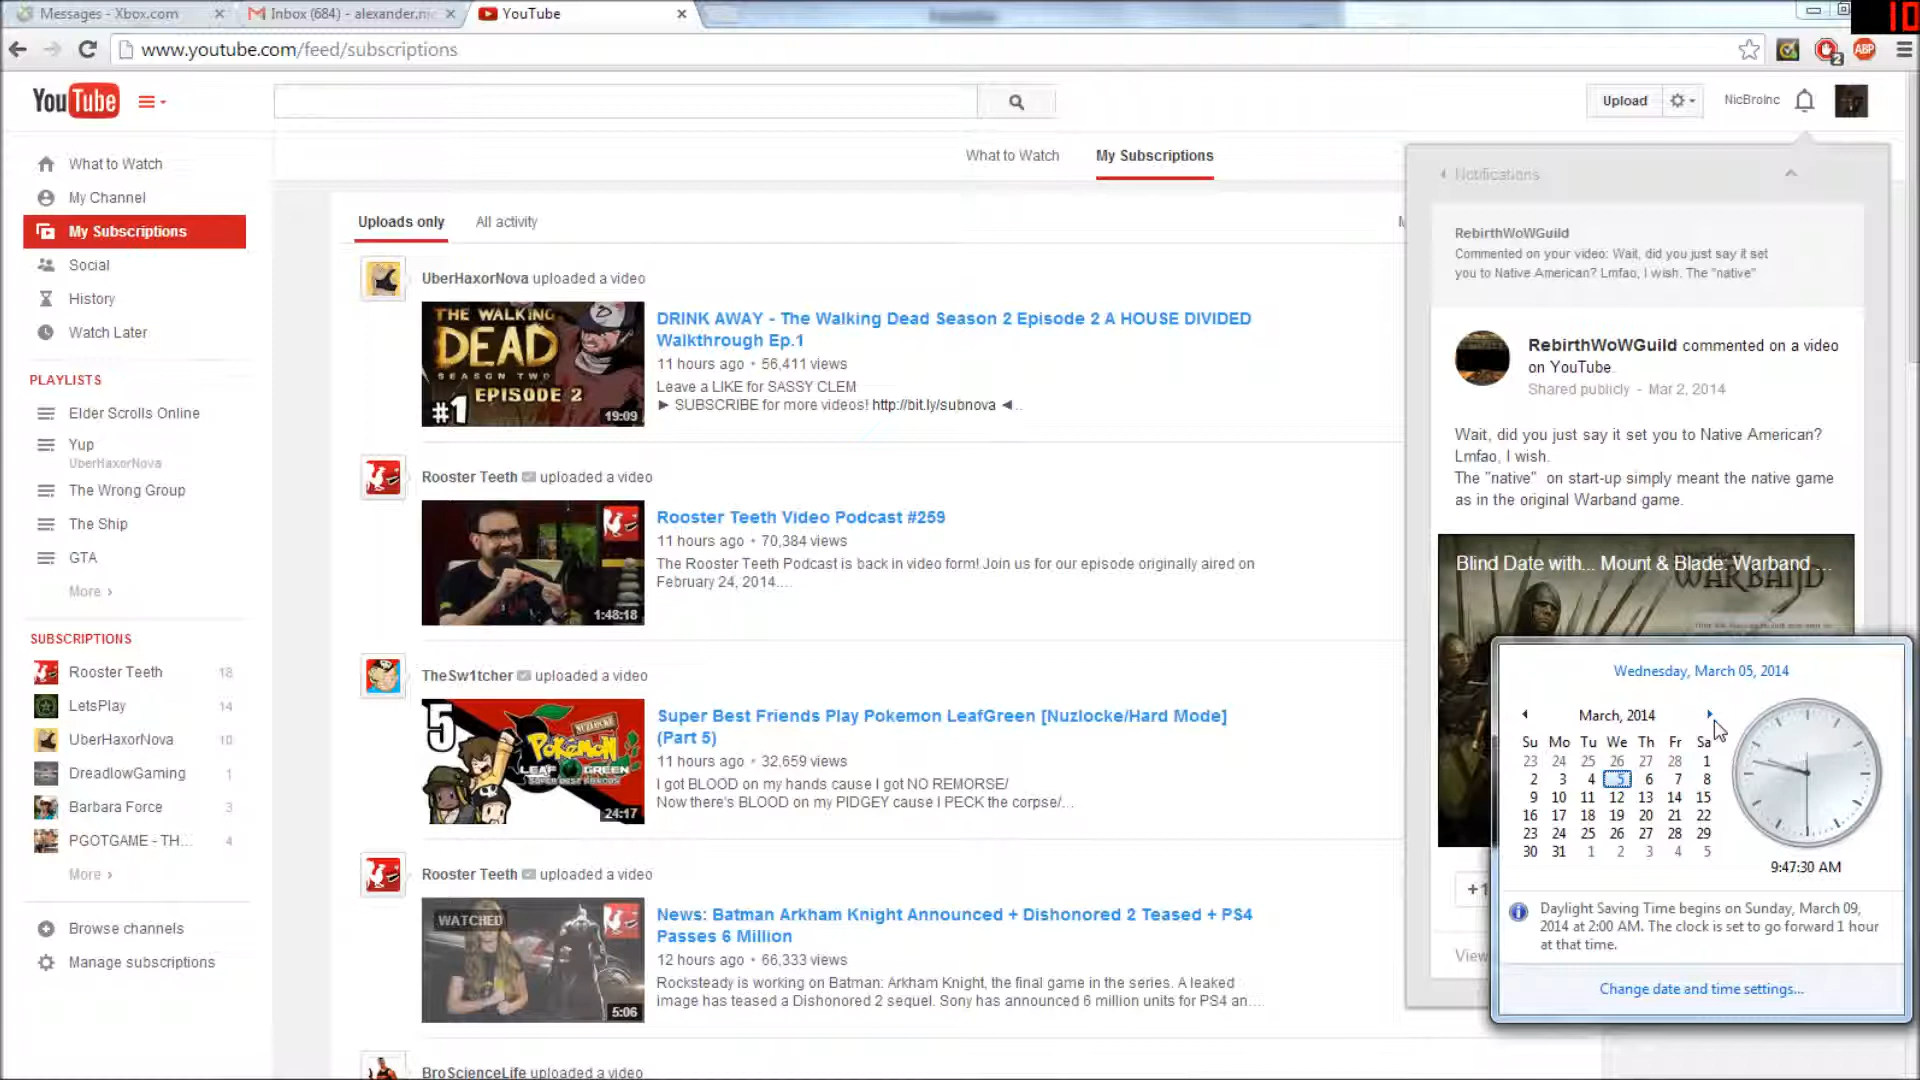 Messages - Xbox.com
Inbox (684) - alexander.nic
YouTube
10
www.youtube.com/feed/subscriptions
2
ABP
YouTube
Upload
NicBroInc
What to Watch
My Channel
My Subscriptions
Social
History
Watch Later
PLAYLISTS
Elder Scrolls Online
Yup
UberHaxorNova
The Wrong Group
The Ship
GTA
More ›
SUBSCRIPTIONS
Rooster Teeth 18
LetsPlay 14
UberHaxorNova 10
DreadlowGaming 1
Barbara Force 3
PGOTGAME - TH... 4
More ›
Browse channels
Manage subscriptions
What to Watch
My Subscriptions
Uploads only
All activity
UberHaxorNova uploaded a video
THE WALKING
DEAD
SEASON TWO
EPISODE 2
#1
19:09
DRINK AWAY - The Walking Dead Season 2 Episode 2 A HOUSE DIVIDED
Walkthrough Ep.1
11 hours ago • 56,411 views
Leave a LIKE for SASSY CLEM
► SUBSCRIBE for more videos! http://bit.ly/subnova ◄...
Rooster Teeth uploaded a video
1:48:18
Rooster Teeth Video Podcast #259
11 hours ago • 70,384 views
The Rooster Teeth Podcast is back in video form! Join us for our episode originally aired on
February 24, 2014....
TheSw1tcher uploaded a video
5
NUZLOCKE
POKEMON
LEAF GREEN
24:17
Super Best Friends Play Pokemon LeafGreen [Nuzlocke/Hard Mode]
(Part 5)
11 hours ago • 32,659 views
I got BLOOD on my hands cause I got NO REMORSE/
Now there's BLOOD on my PIDGEY cause I PECK the corpse/...
Rooster Teeth uploaded a video
WATCHED
5:06
News: Batman Arkham Knight Announced + Dishonored 2 Teased + PS4
Passes 6 Million
12 hours ago • 66,333 views
Rocksteady is working on Batman: Arkham Knight, the final game in the series. A leaked
image has teased a Dishonored 2 sequel. Sony has announced 6 million units for PS4 an....
BroScienceLife uploaded a video
Notifications
RebirthWoWGuild
Commented on your video: Wait, did you just say it set
you to Native American? Lmfao, I wish. The "native"
RebirthWoWGuild commented on a video
on YouTube.
Shared publicly - Mar 2, 2014
Wait, did you just say it set you to Native American?
Lmfao, I wish.
The "native" on start-up simply meant the native game
as in the original Warband game.
Blind Date with... Mount & Blade: Warband ...
WARBAND
+1
View
Wednesday, March 05, 2014
March, 2014
Su Mo Tu We Th Fr Sa
23 24 25 26 27 28 1
2 3 4 5 6 7 8
9 10 11 12 13 14 15
16 17 18 19 20 21 22
23 24 25 26 27 28 29
30 31 1 2 3 4 5
9:47:30 AM
Daylight Saving Time begins on Sunday, March 09,
2014 at 2:00 AM. The clock is set to go forward 1 hour
at that time.
Change date and time settings...